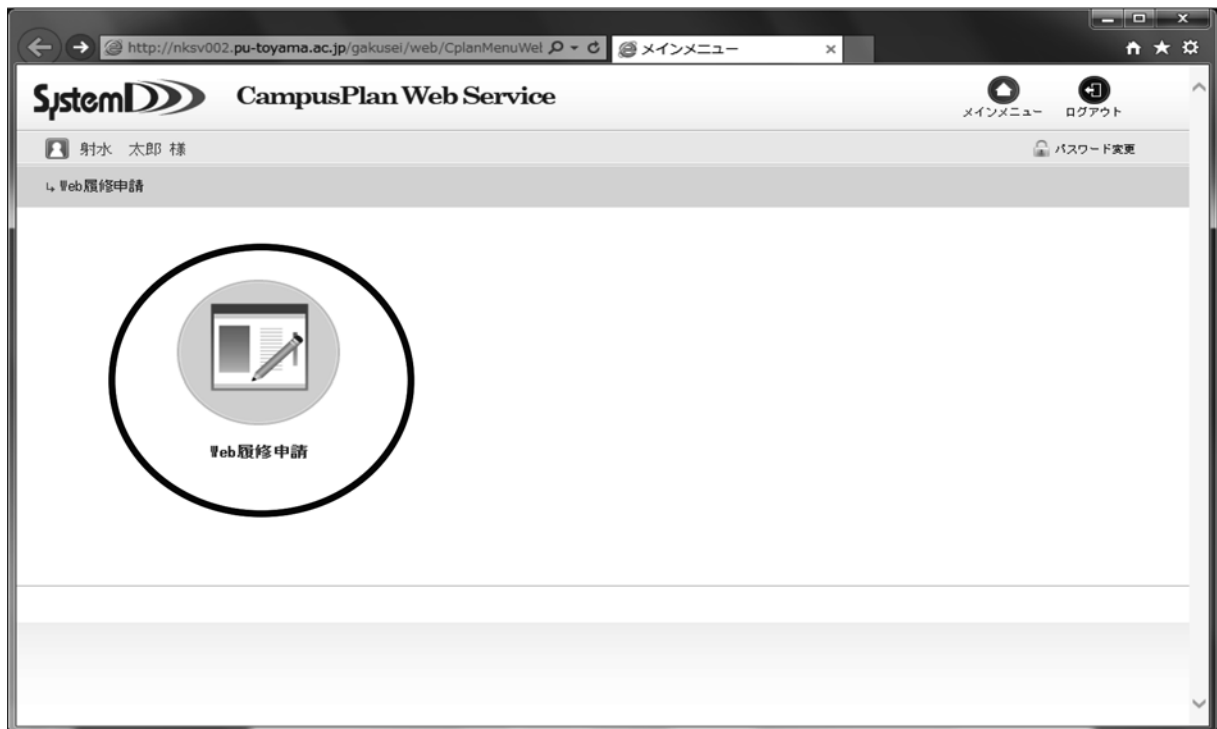 http://nksv002.pu-toyama.ac.jp/gakusei/web/CplanMenuWel
メインメニュー
SystemD
CampusPlan Web Service
メインメニュー
ログアウト
射水 太郎 様
パスワード変更
Web履修申請
Web履修申請